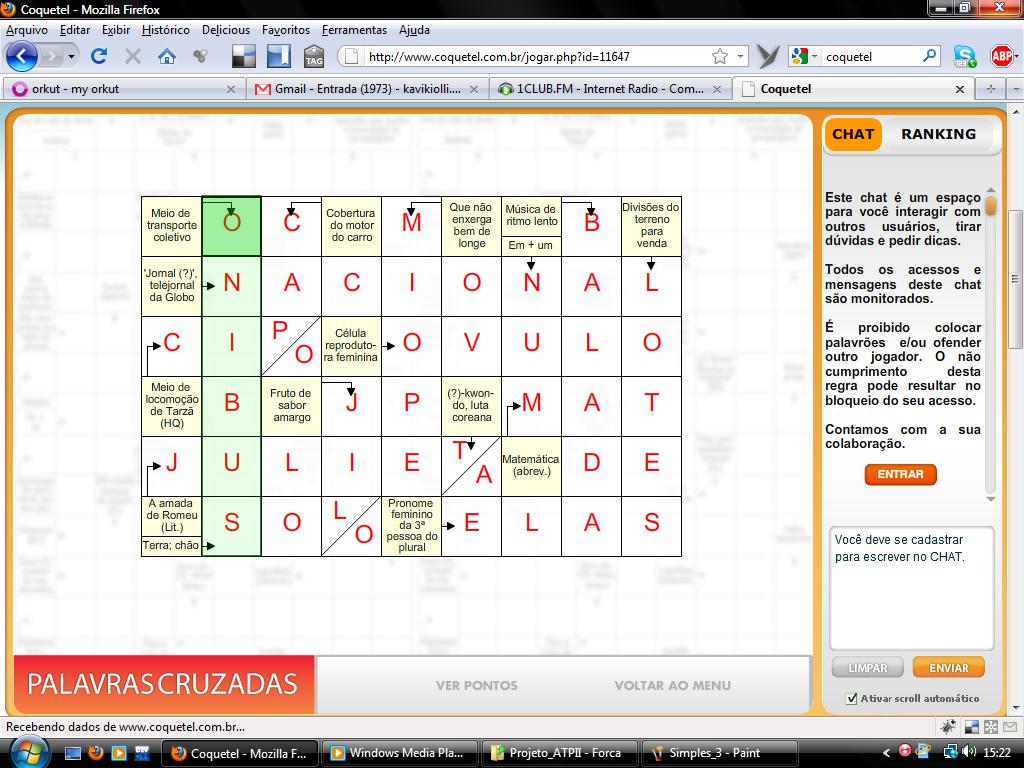 Coquetel - Mozilla Firefox
Arquivo Editar Exibir Histórico Delicious Favoritos Ferramentas Ajuda
TAG http://www.coquetel.com.br/jogar.php?id=11647 coquetel ABP
orkut - my orkut Gmail - Entrada (1973) - kavikiolli.... 1CLUB.FM - Internet Radio - Com... Coquetel
CHAT RANKING
Meio de transporte coletivo O C Cobertura do motor do carro M Que não enxerga bem de longe Música de ritmo lento Em + um B Divisões do terreno para venda
'Jornal (?)', telejornal da Globo N A C I O N A L
C I P O Célula reproduto- ra feminina O V U L O
Meio de locomoção de Tarzã (HQ) B Fruto de sabor amargo J P (?)-kwon- do, luta coreana M A T
J U L I E T A Matemática (abrev.) D E
A amada de Romeu (Lit.) Terra; chão S O L O Pronome feminino da 3ª pessoa do plural E L A S
Este chat é um espaço
para você interagir com
outros usuários, tirar
dúvidas e pedir dicas.
Todos os acessos e
mensagens deste chat
são monitorados.
É proibido colocar
palavrões e/ou ofender
outro jogador. O não
cumprimento desta
regra pode resultar no
bloqueio do seu acesso.
Contamos com a sua
colaboração.
ENTRAR
Você deve se cadastrar
para escrever no CHAT.
LIMPAR ENVIAR
Ativar scroll automático
PALAVRAS CRUZADAS VER PONTOS VOLTAR AO MENU
Recebendo dados de www.coquetel.com.br...
Coquetel - Mozilla F... Windows Media Pla... Projeto_ATPII - Forca Simples_3 - Paint 15:22